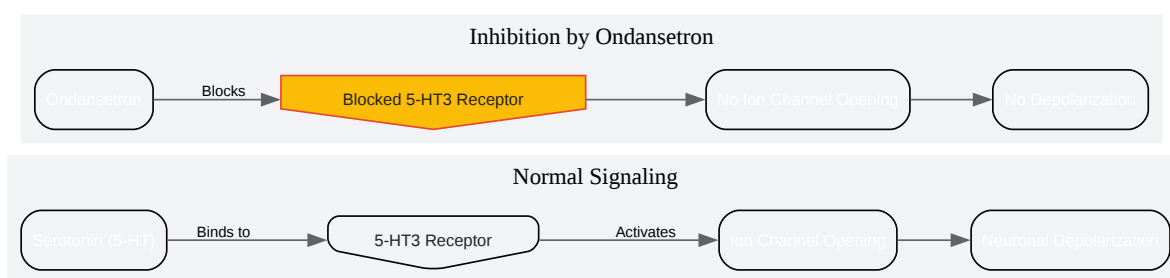 Inhibition by Ondansetron
Ondansetron
Blocks
Blocked 5-HT3 Receptor
No Ion Channel Opening
No Depolarization
Normal Signaling
Serotonin (5-HT)
Binds to
5-HT3 Receptor
Activates
Ion Channel Opening
Neuronal Depolarization